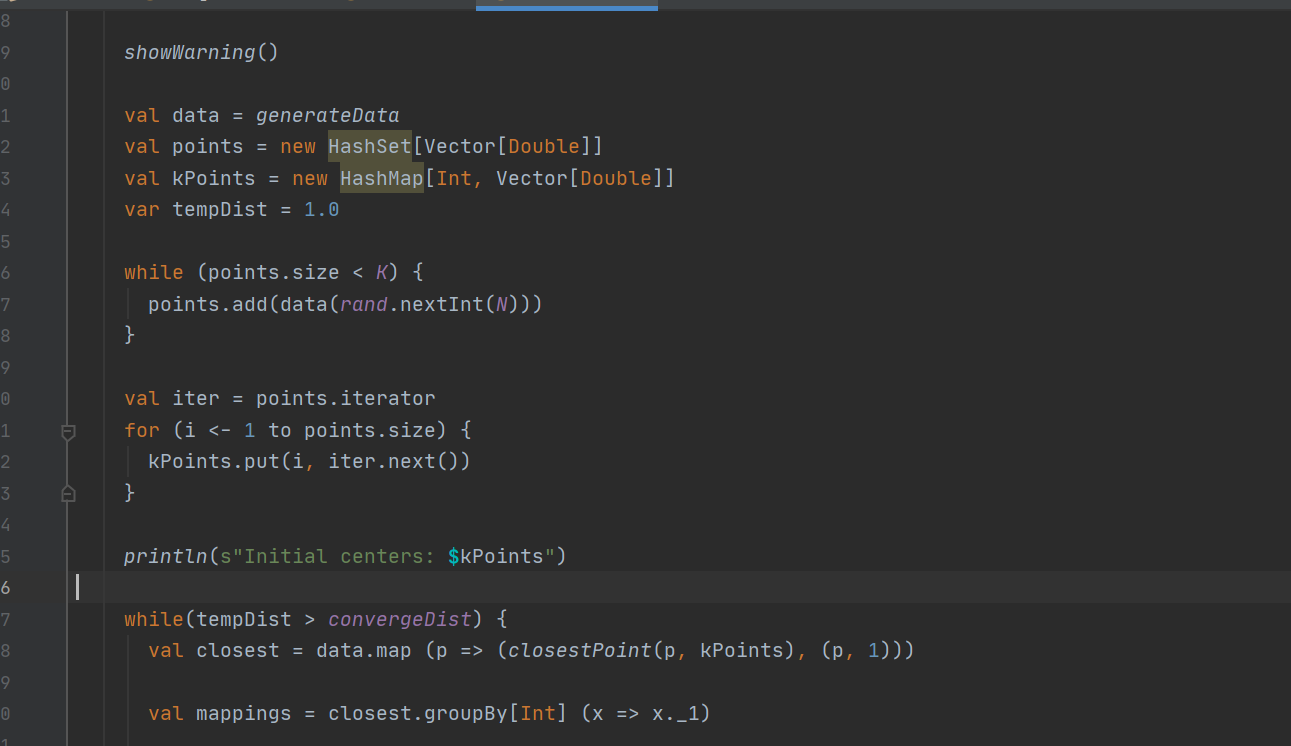 8
9 showWarning()
0
1 val data = generateData
2 val points = new HashSet[Vector[Double]]
3 val kPoints = new HashMap[Int, Vector[Double]]
4 var tempDist = 1.0
5
6 while (points.size < K) {
7 points.add(data(rand.nextInt(N)))
8 }
9
0 val iter = points.iterator
1 for (i <- 1 to points.size) {
2 kPoints.put(i, iter.next())
3 }
4
5 println(s"Initial centers: $kPoints")
6
7 while(tempDist > convergeDist) {
8 val closest = data.map (p => (closestPoint(p, kPoints), (p, 1)))
9
0 val mappings = closest.groupBy[Int] (x => x._1)
1